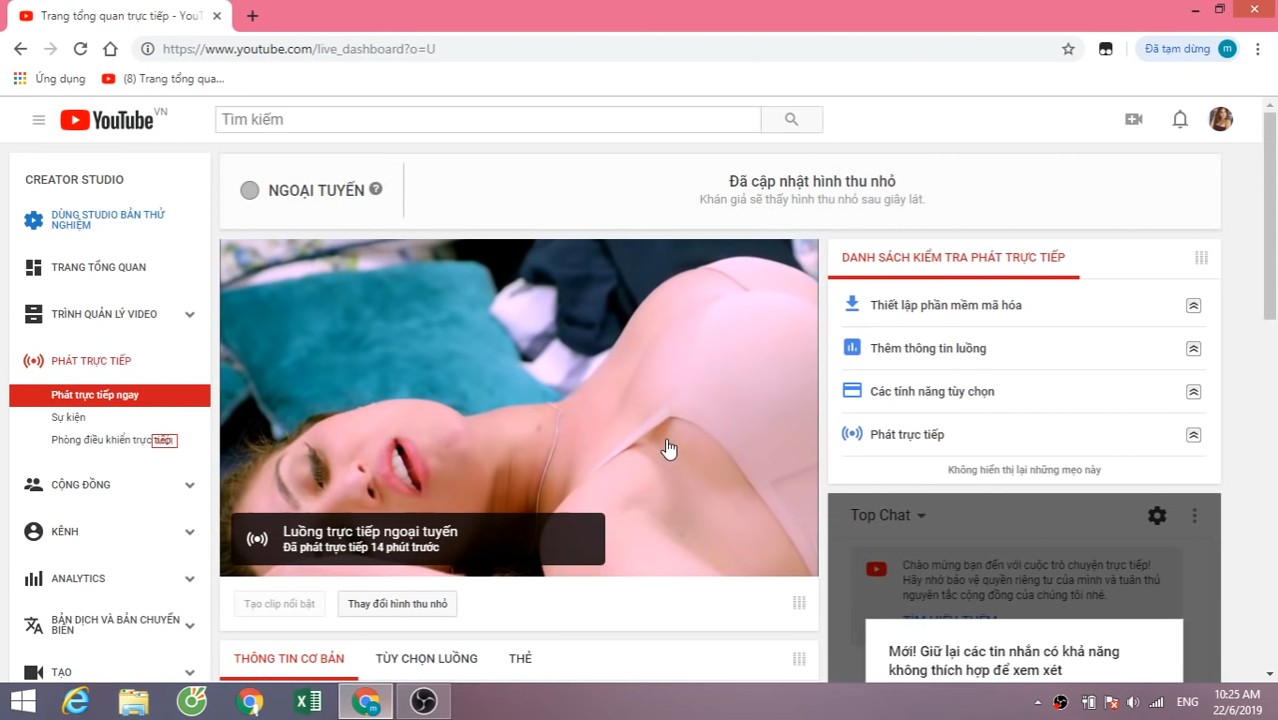 Trang tổng quan trực tiếp - YouT
https://www.youtube.com/live_dashboard?o=U
Đã tạm dừng
m
Ứng dụng
(8) Trang tổng qua...
YouTube VN
Tìm kiếm
CREATOR STUDIO
DÙNG STUDIO BẢN THỬ
NGHIỆM
TRANG TỔNG QUAN
TRÌNH QUẢN LÝ VIDEO
PHÁT TRỰC TIẾP
Phát trực tiếp ngay
Sự kiện
Phòng điều khiển trực tiếp
CỘNG ĐỒNG
KÊNH
ANALYTICS
BẢN DỊCH VÀ BẢN CHUYỂN
BIÊN
TẠO
NGOẠI TUYẾN ?
Đã cập nhật hình thu nhỏ
Khán giả sẽ thấy hình thu nhỏ sau giây lát.
Luồng trực tiếp ngoại tuyến
Đã phát trực tiếp 14 phút trước
Tạo clip nổi bật
Thay đổi hình thu nhỏ
THÔNG TIN CƠ BẢN
TÙY CHỌN LUỒNG
THẺ
DANH SÁCH KIỂM TRA PHÁT TRỰC TIẾP
Thiết lập phần mềm mã hóa
Thêm thông tin luồng
Các tính năng tùy chọn
Phát trực tiếp
Không hiển thị lại những mẹo này
Top Chat
Chào mừng bạn đến với cuộc trò chuyện trực tiếp!
Hãy nhớ bảo vệ quyền riêng tư của mình và tuân thủ
nguyên tắc cộng đồng của chúng tôi nhé.
TÌM HIỂU THÊM
Mới! Giữ lại các tin nhắn có khả năng
không thích hợp để xem xét
ENG
10:25 AM
22/6/2019